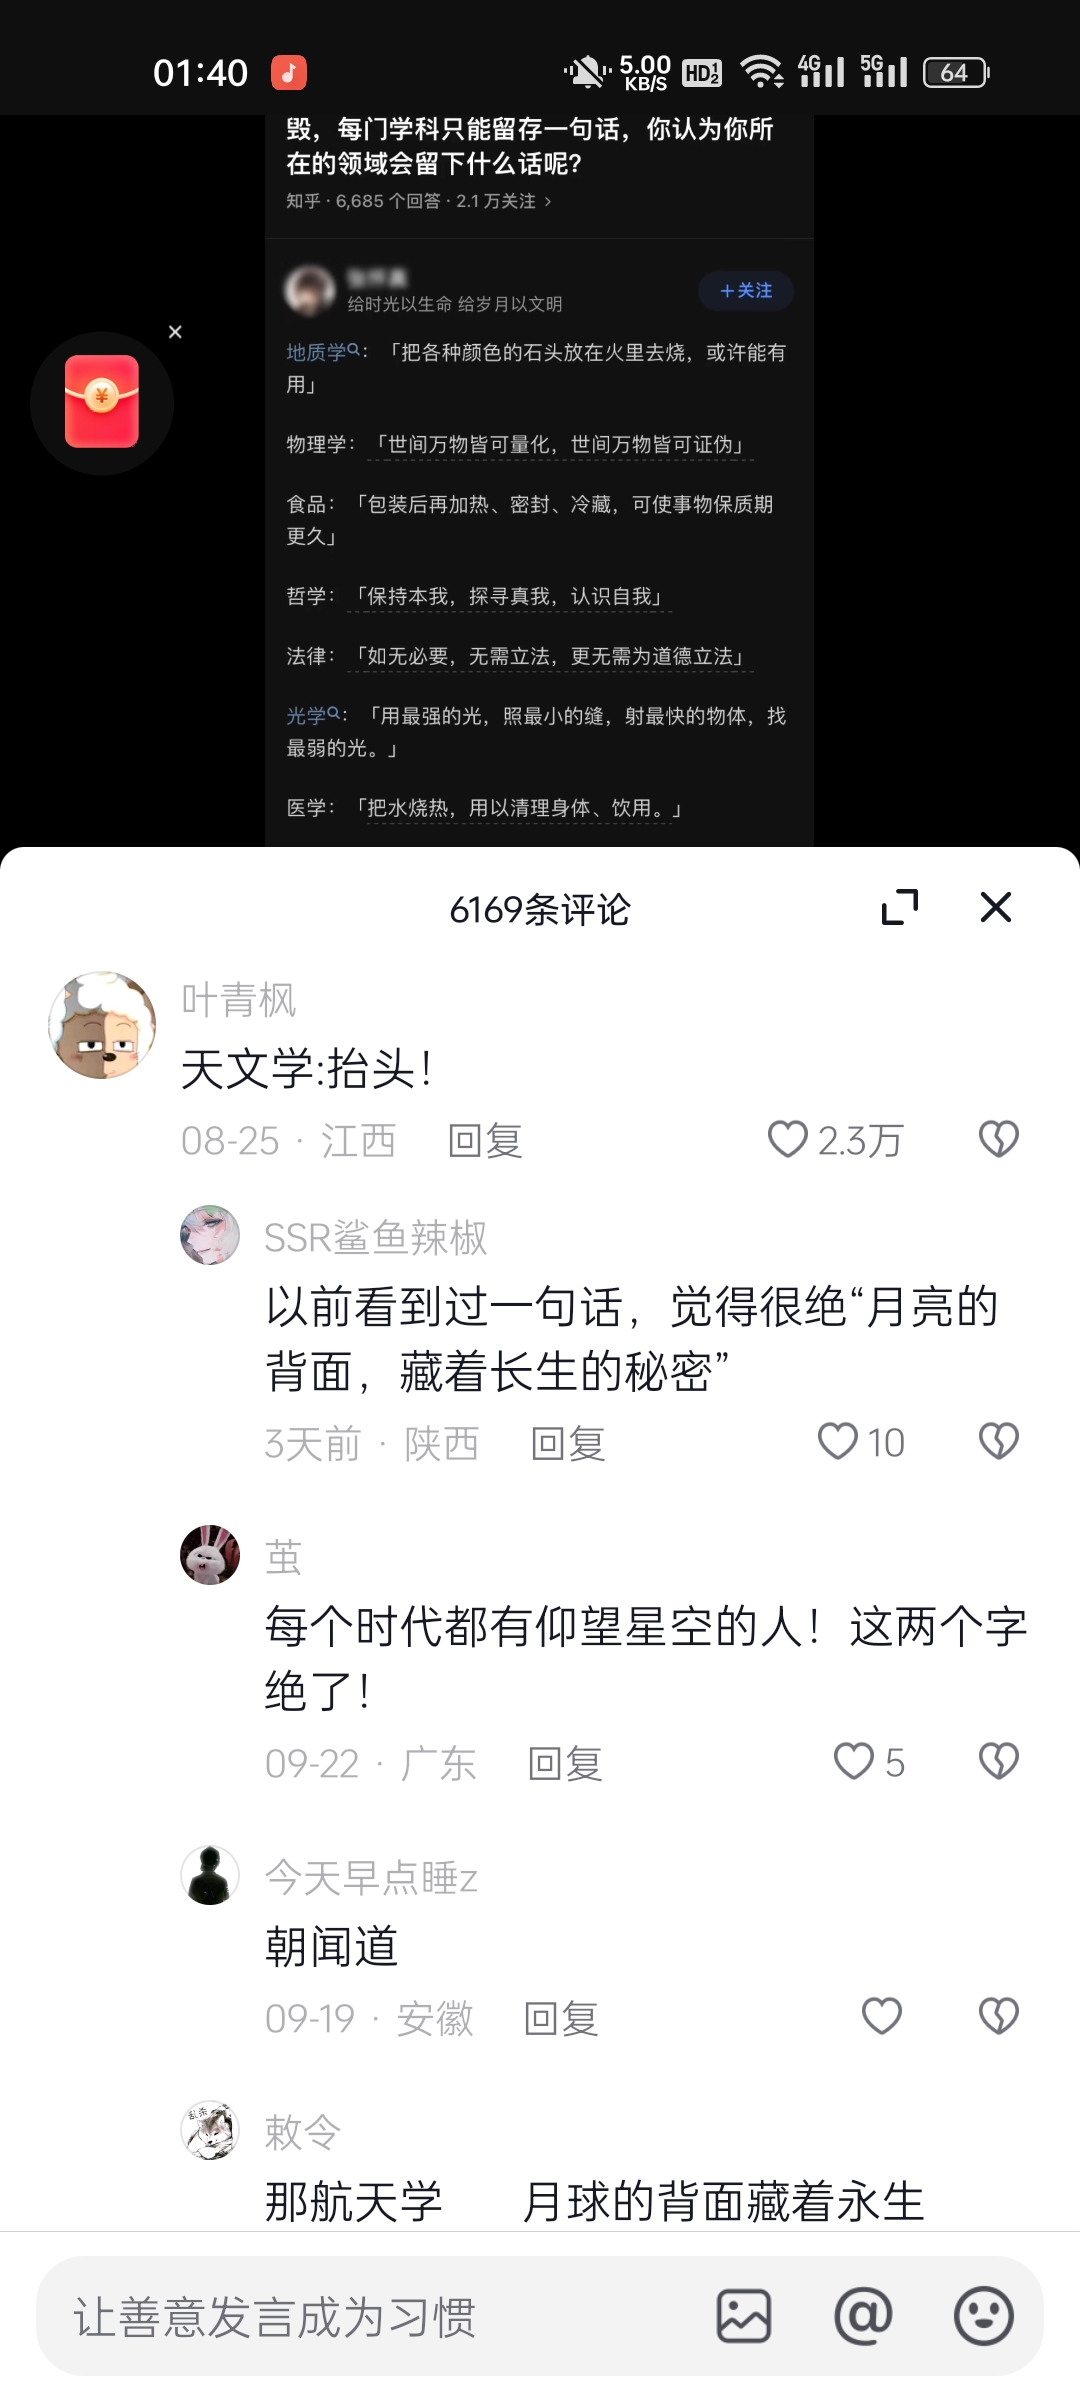 01:40
5.00
KB/S
HD1 2
4G
5G
64
毁，每门学科只能留存一句话，你认为你所
在的领域会留下什么话呢?
知乎 · 6,685 个回答 · 2.1 万关注 >
给时光以生命 给岁月以文明
+关注
地质学：「把各种颜色的石头放在火里去烧，或许能有
用」
物理学：「世间万物皆可量化，世间万物皆可证伪」
食品：「包装后再加热、密封、冷藏，可使事物保质期
更久」
哲学：「保持本我，探寻真我，认识自我」
法律：「如无必要，无需立法，更无需为道德立法」
光学：「用最强的光，照最小的缝，射最快的物体，找
最弱的光。」
医学：「把水烧热，用以清理身体、饮用。」
¥
6169条评论
叶青枫
天文学:抬头！
08-25 · 江西 回复 2.3万
SSR鲨鱼辣椒
以前看到过一句话，觉得很绝“月亮的
背面，藏着长生的秘密”
3天前 · 陕西 回复 10
茧
每个时代都有仰望星空的人！这两个字
绝了！
09-22 · 广东 回复 5
今天早点睡z
朝闻道
09-19 · 安徽 回复
敕令
那航天学 月球的背面藏着永生
让善意发言成为习惯
@